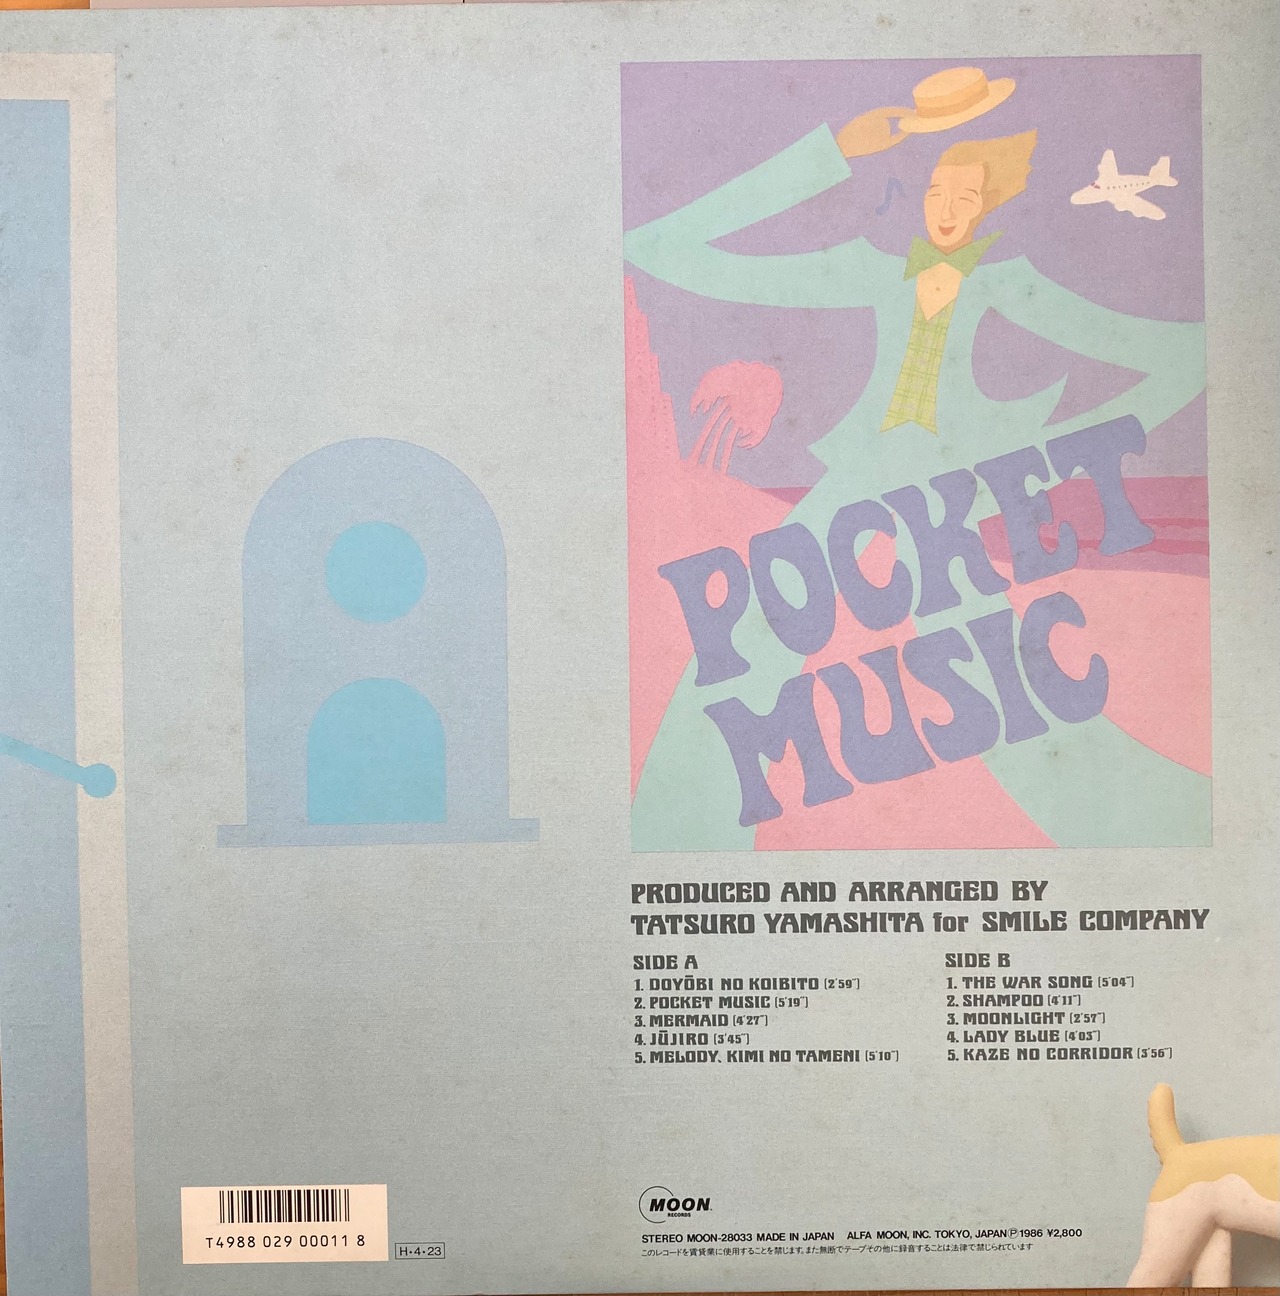 POCKET
MUSIC
PRODUCED AND ARRANGED BY
TATSURO YAMASHITA for SMILE COMPANY
SIDE A
1. DOYŌBI NO KOIBITO (2'59")
2. POCKET MUSIC (5'19")
3. MERMAID (4'27")
4. JŪJIRO (3'45")
5. MELODY, KIMI NO TAMENI (5'10")
SIDE B
1. THE WAR SONG (5'04")
2. SHAMPOO (4'11")
3. MOONLIGHT (2'57")
4. LADY BLUE (4'03")
5. KAZE NO CORRIDOR (3'56")
T4988 029 00011 8
H・4・23
MOON
RECORDS
STEREO MOON-28033 MADE IN JAPAN ALFA MOON, INC. TOKYO, JAPAN Ⓟ1986 ¥2,800
このレコードを賃貸業に使用することを禁じます。また無断でテープその他に録音することは法律で禁じられています